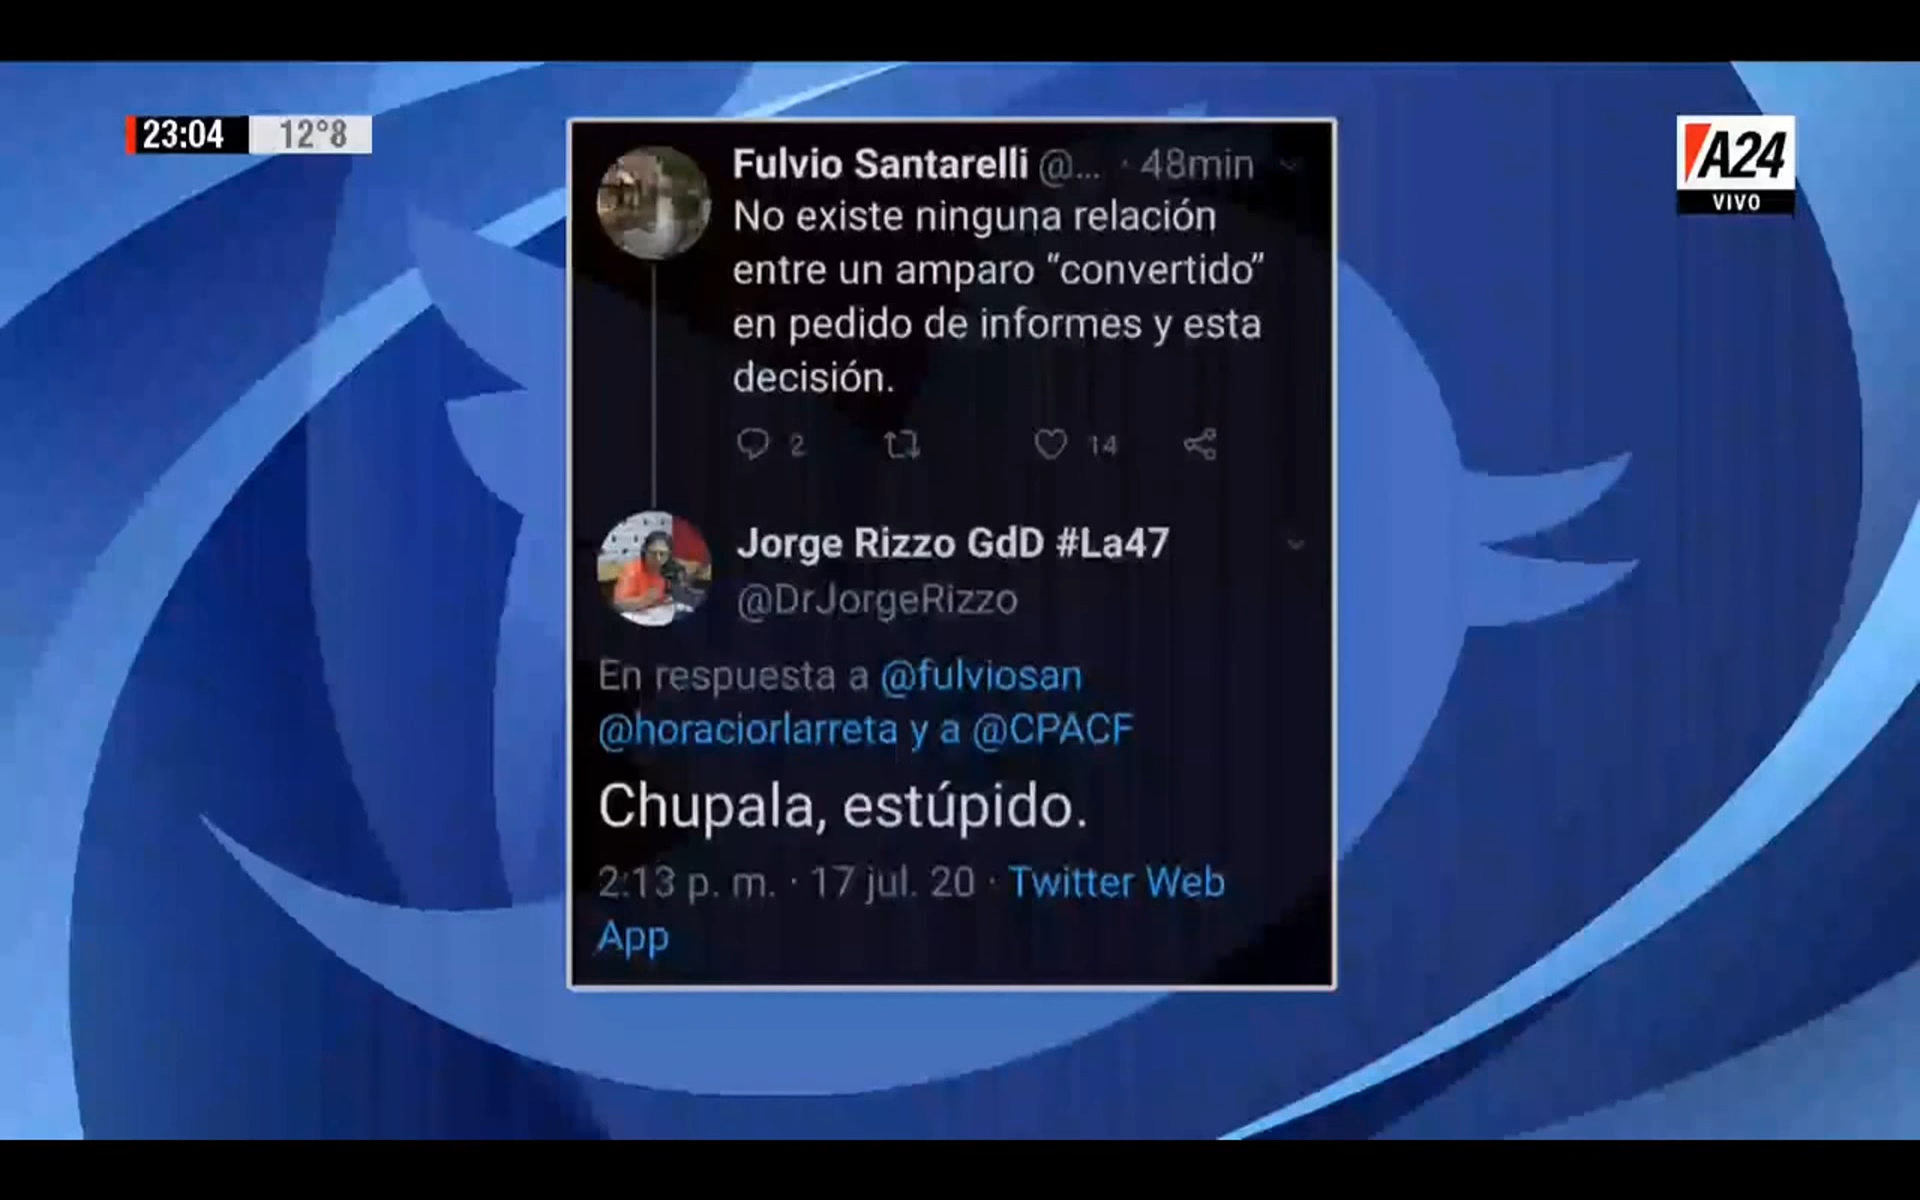 23:04 12°8
A24
VIVO
Fulvio Santarelli @... · 48min
No existe ninguna relación
entre un amparo “convertido”
en pedido de informes y esta
decisión.
2 14
Jorge Rizzo GdD #La47
@DrJorgeRizzo
En respuesta a @fulviosan
@horaciorlarreta y a @CPACF
Chupala, estúpido.
2:13 p. m. · 17 jul. 20 · Twitter Web
App